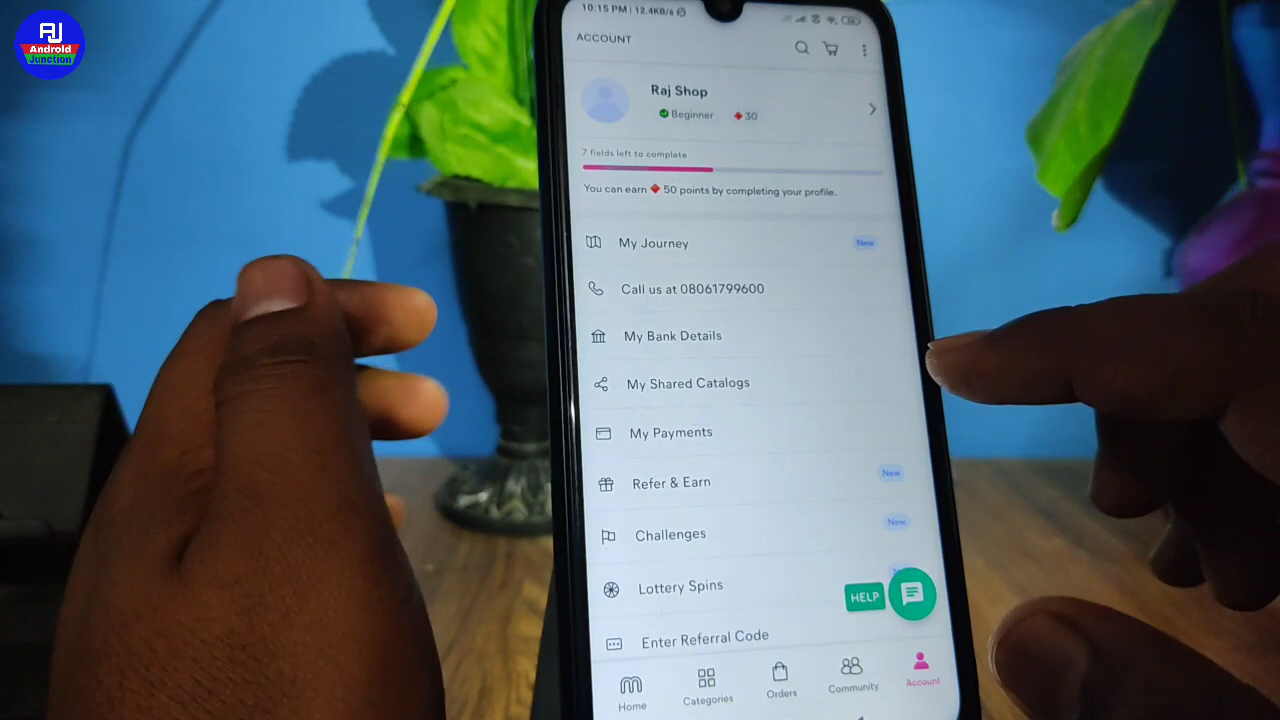 AJ
Android
Junction
10:15 PM | 12.4KB/s
ACCOUNT
Raj Shop
Beginner 30
7 fields left to complete
You can earn 50 points by completing your profile.
My Journey New
Call us at 08061799600
My Bank Details
My Shared Catalogs
My Payments
Refer & Earn New
Challenges New
Lottery Spins
HELP
Enter Referral Code
Home Categories Orders Community Account